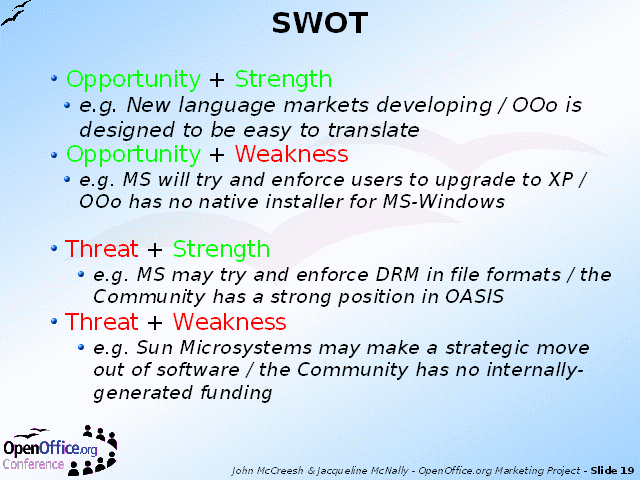 SWOT
Opportunity + Strength
e.g. New language markets developing / OOo is
designed to be easy to translate
Opportunity + Weakness
e.g. MS will try and enforce users to upgrade to XP /
OOo has no native installer for MS-Windows
Threat + Strength
e.g. MS may try and enforce DRM in file formats / the
Community has a strong position in OASIS
Threat + Weakness
e.g. Sun Microsystems may make a strategic move
out of software / the Community has no internally-
generated funding
OpenOffice.org
Conference
John McCreesh & Jacqueline McNally - OpenOffice.org Marketing Project - Slide 19